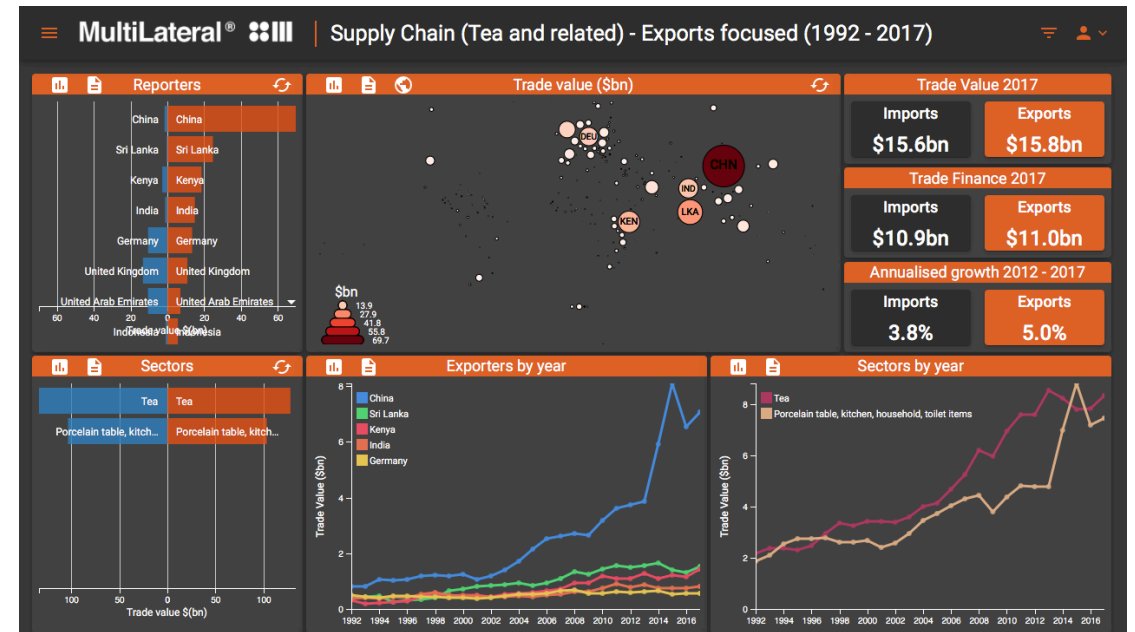 MultiLateral®
Supply Chain (Tea and related) - Exports focused (1992 - 2017)
Reporters
China China
Sri Lanka Sri Lanka
Kenya Kenya
India India
Germany Germany
United Kingdom United Kingdom
United Arab Emirates United Arab Emirates
Indonesia Indonesia
60 40 20 0 20 40 60
Trade value $(bn)
Trade value ($bn)
DEU
CHN
IND
LKA
KEN
$bn
13.9
27.9
41.8
55.8
69.7
Trade Value 2017
Imports Exports
$15.6bn $15.8bn
Trade Finance 2017
Imports Exports
$10.9bn $11.0bn
Annualised growth 2012 - 2017
Imports Exports
3.8% 5.0%
Sectors
Tea Tea
Porcelain table, kitch... Porcelain table, kitch...
100 50 0 50 100
Trade value $(bn)
Exporters by year
China
Sri Lanka
Kenya
India
Germany
Trade Value ($bn)
8
6
4
2
0
1992 1994 1996 1998 2000 2002 2004 2006 2008 2010 2012 2014 2016
Sectors by year
Tea
Porcelain table, kitchen, household, toilet items
Trade Value ($bn)
8
6
4
2
0
1992 1994 1996 1998 2000 2002 2004 2006 2008 2010 2012 2014 2016